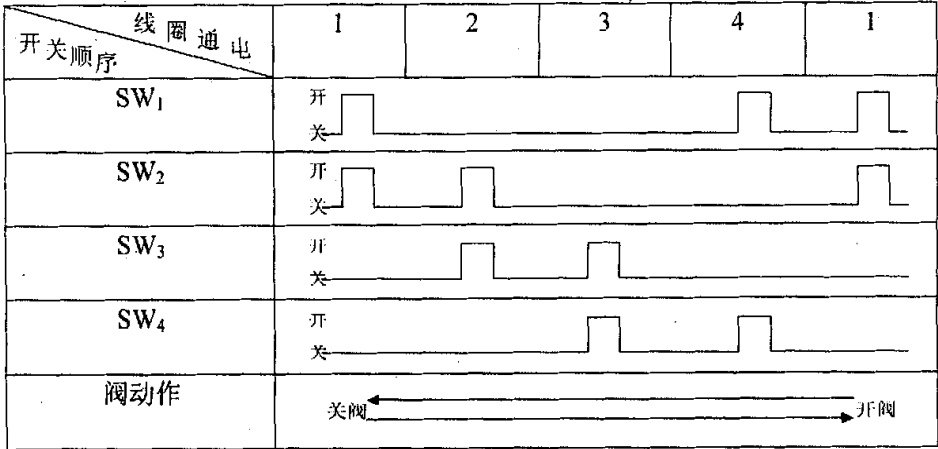 线圈通电 1 2 3 4 1
开关顺序
SW₁ 开
关
SW₂ 开
关
SW₃ 开
关
SW₄ 开
关
阀动作 关阀 开阀